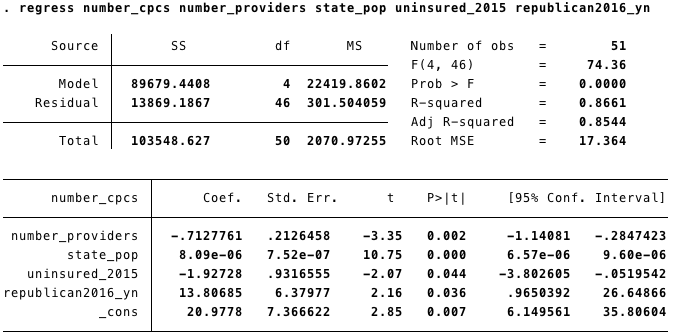 . regress number_cpcs number_providers state_pop uninsured_2015 republican2016_yn
Source SS df MS Number of obs = 51
F(4, 46) = 74.36
Model 89679.4408 4 22419.8602 Prob > F = 0.0000
Residual 13869.1867 46 301.504059 R-squared = 0.8661
Adj R-squared = 0.8544
Total 103548.627 50 2070.97255 Root MSE = 17.364
number_cpcs Coef. Std. Err. t P>|t| [95% Conf. Interval]
number_providers -.7127761 .2126458 -3.35 0.002 -1.14081 -.2847423
state_pop 8.09e-06 7.52e-07 10.75 0.000 6.57e-06 9.60e-06
uninsured_2015 -1.92728 .9316555 -2.07 0.044 -3.802605 -.0519542
republican2016_yn 13.80685 6.37977 2.16 0.036 .9650392 26.64866
_cons 20.9778 7.366622 2.85 0.007 6.149561 35.80604